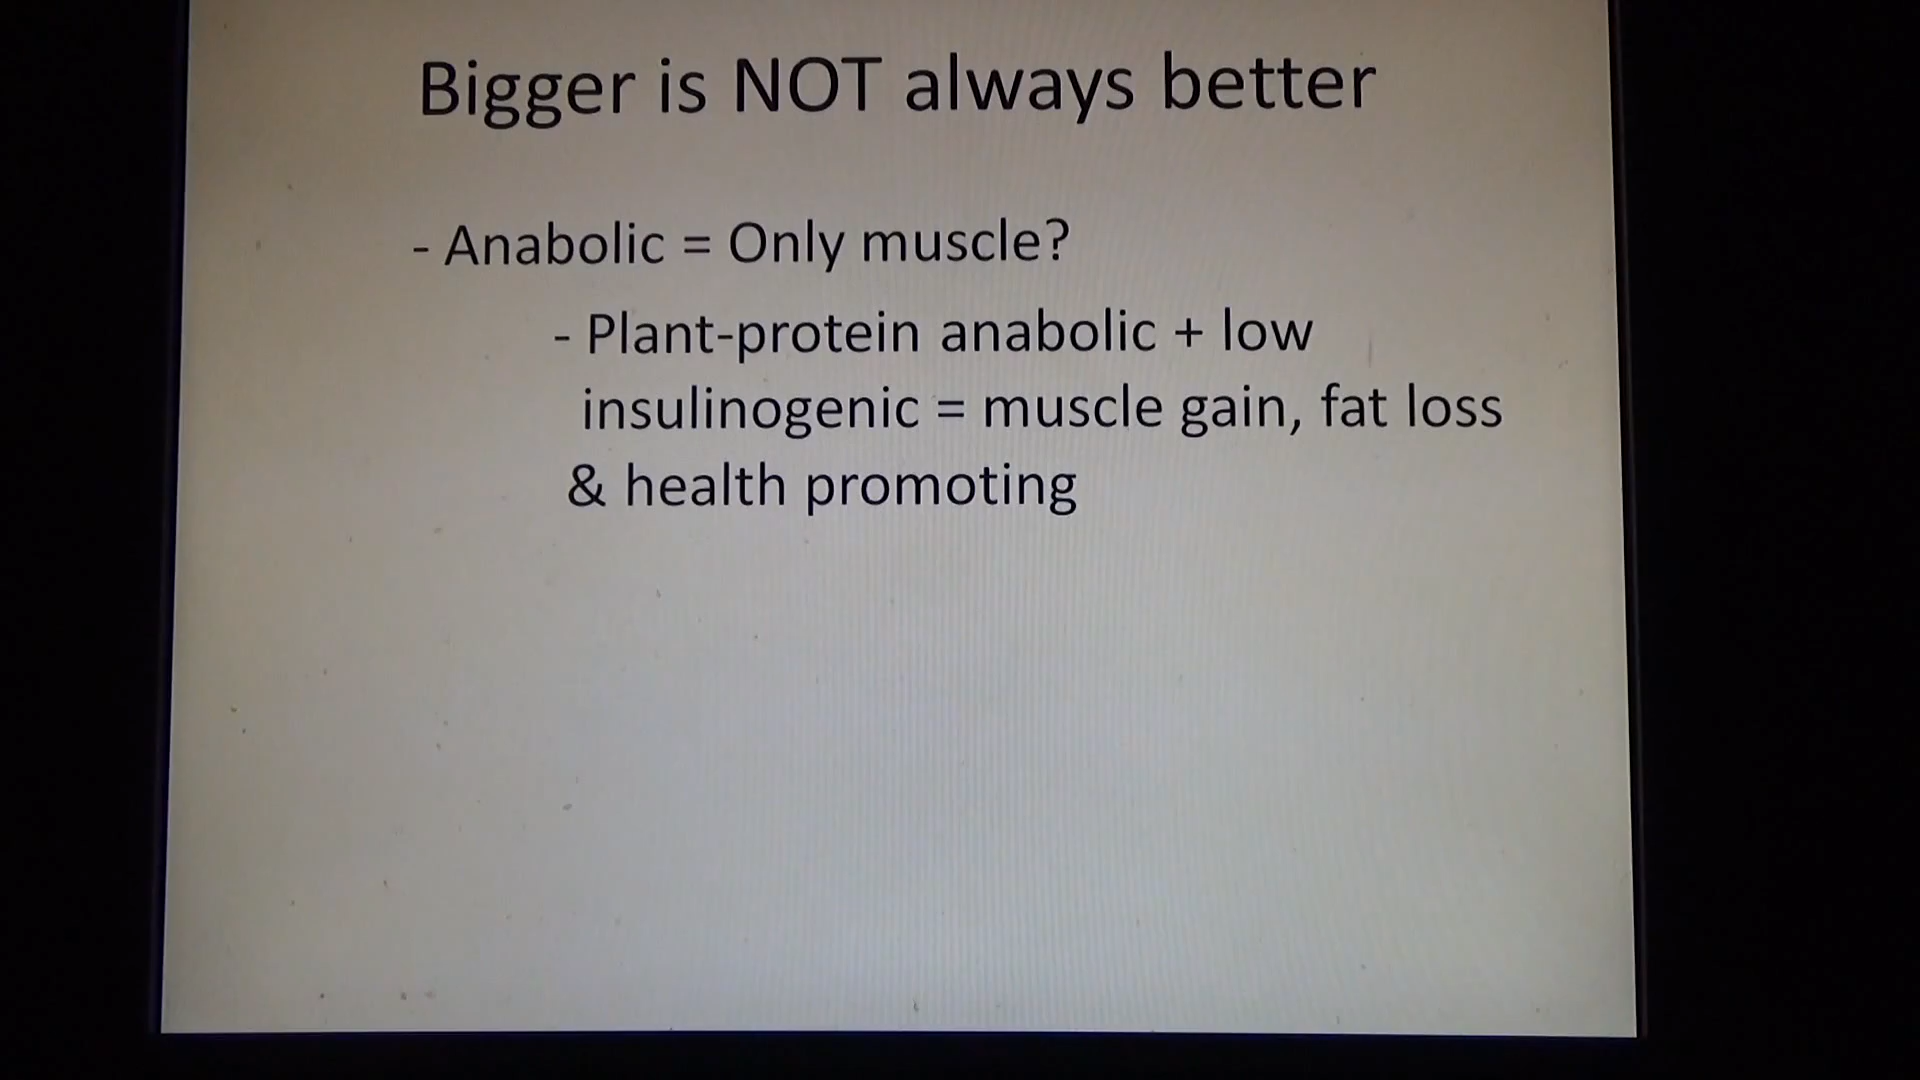 Bigger is NOT always better
- Anabolic = Only muscle?
- Plant-protein anabolic + low
insulinogenic = muscle gain, fat loss
& health promoting